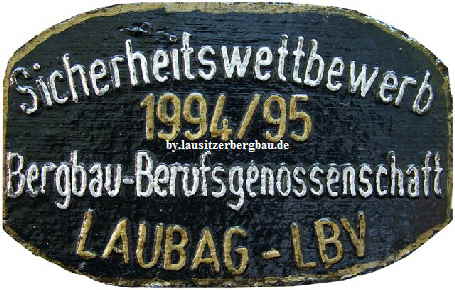 Sicherheitswettbewerb
1994/95
by.lausitzerbergbau.de
Bergbau-Berufsgenossenschaft
LAUBAG - LBV